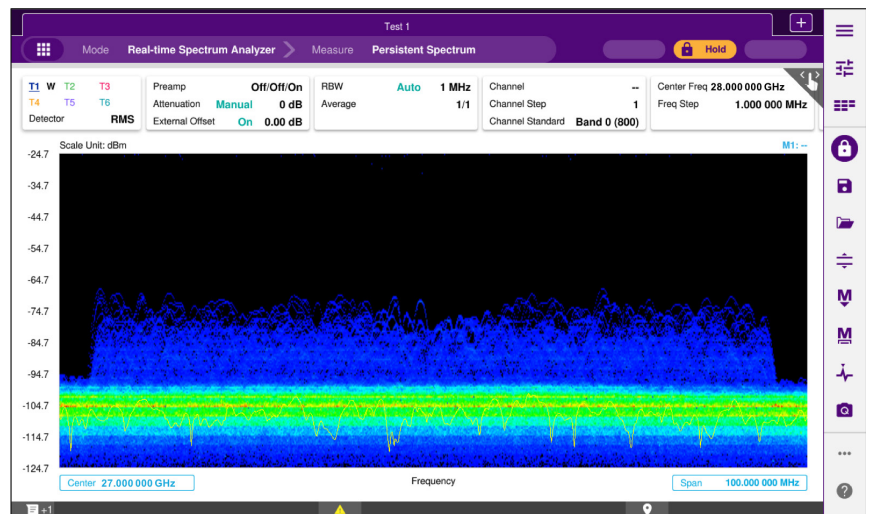 Test 1
+
Mode Real-time Spectrum Analyzer Measure Persistent Spectrum Hold
T1 W T2 T3
T4 T5 T6
Detector RMS
Preamp Off/Off/On
Attenuation Manual 0 dB
External Offset On 0.00 dB
RBW Auto 1 MHz
Average 1/1
Channel --
Channel Step 1
Channel Standard Band 0 (800)
Center Freq 28.000 000 GHz
Freq Step 1.000 000 MHz
Scale Unit: dBm M1: --
-24.7
-34.7
-44.7
-54.7
-64.7
-74.7
-84.7
-94.7
-104.7
-114.7
-124.7
Center 27.000 000 GHz Frequency Span 100.000 000 MHz
+1
M
M
...
?